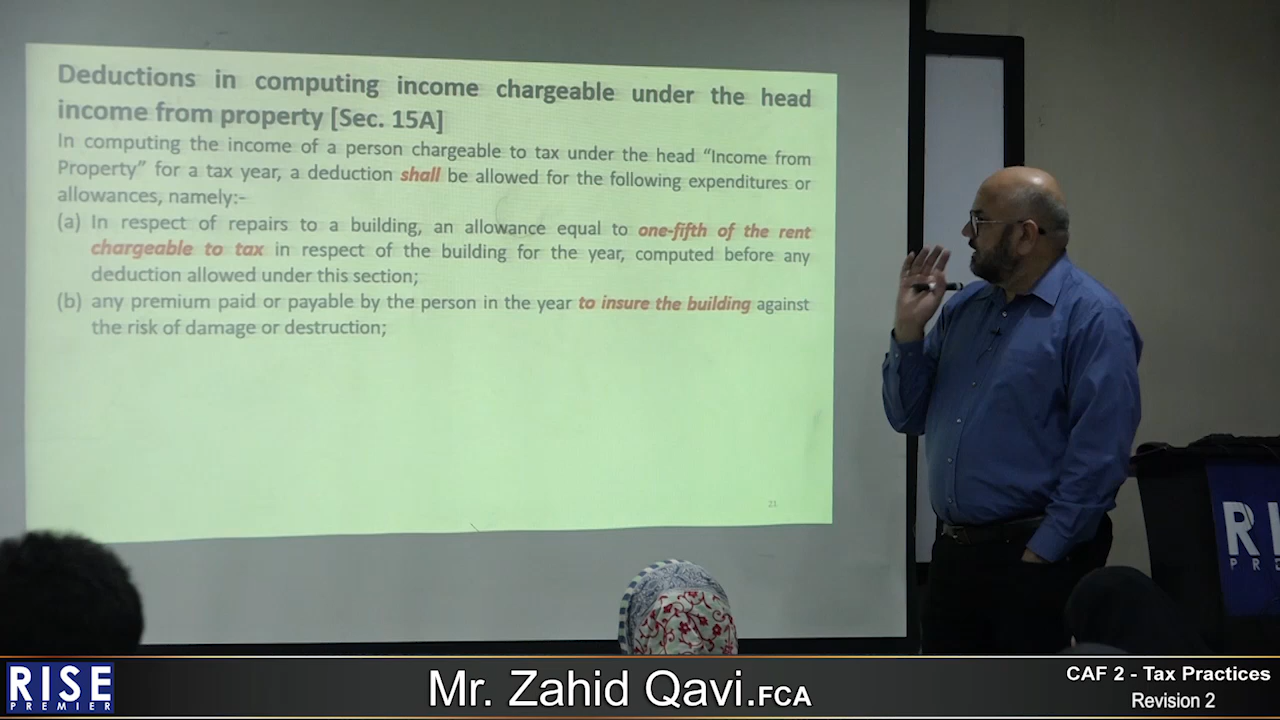 Deductions in computing income chargeable under the head
income from property [Sec. 15A]
In computing the income of a person chargeable to tax under the head “Income from
Property” for a tax year, a deduction shall be allowed for the following expenditures or
allowances, namely:-
(a) In respect of repairs to a building, an allowance equal to one-fifth of the rent
chargeable to tax in respect of the building for the year, computed before any
deduction allowed under this section;
(b) any premium paid or payable by the person in the year to insure the building against
the risk of damage or destruction;
23
RI
PRE
RISE
PREMIER
Mr. Zahid Qavi.FCA
CAF 2 - Tax Practices
Revision 2